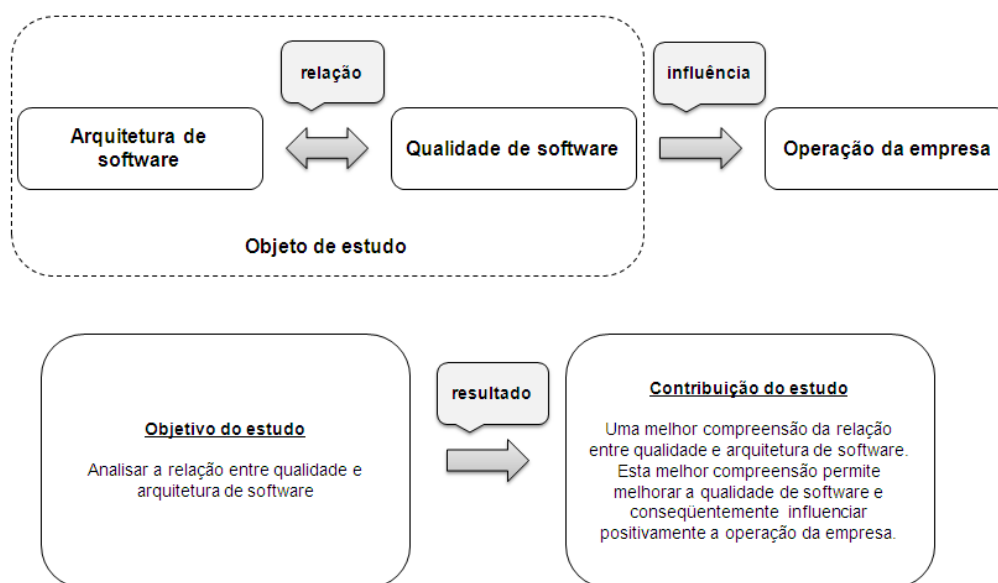 relação
influência
Arquitetura de
software
Qualidade de software
Operação da empresa
Objeto de estudo
Objetivo do estudo
Analisar a relação entre qualidade e
arquitetura de software
resultado
Contribuição do estudo
Uma melhor compreensão da relação
entre qualidade e arquitetura de software.
Esta melhor compreensão permite
melhorar a qualidade de software e
conseqüentemente influenciar
positivamente a operação da empresa.